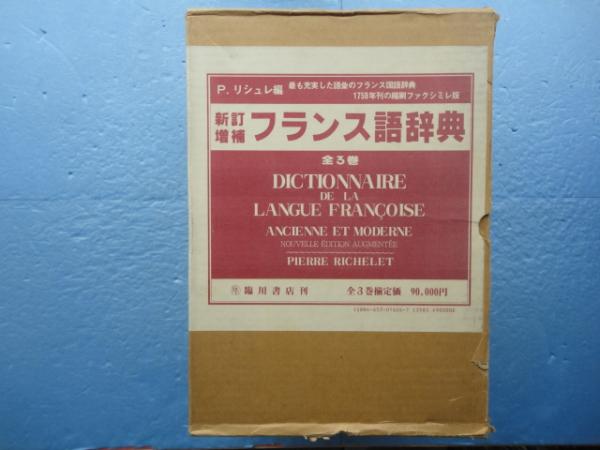 P. リシュレ編
最も充実した語彙のフランス国語辞典
1759年刊の縮刷ファクシミレ版
新訂増補 フランス語辞典
全3巻
DICTIONNAIRE
DE LA
LANGUE FRANÇOISE
ANCIENNE ET MODERNE
NOUVELLE ÉDITION AUGMENTÉE
PIERRE RICHELET
臨川書店刊
全3巻揃定価 90,000円